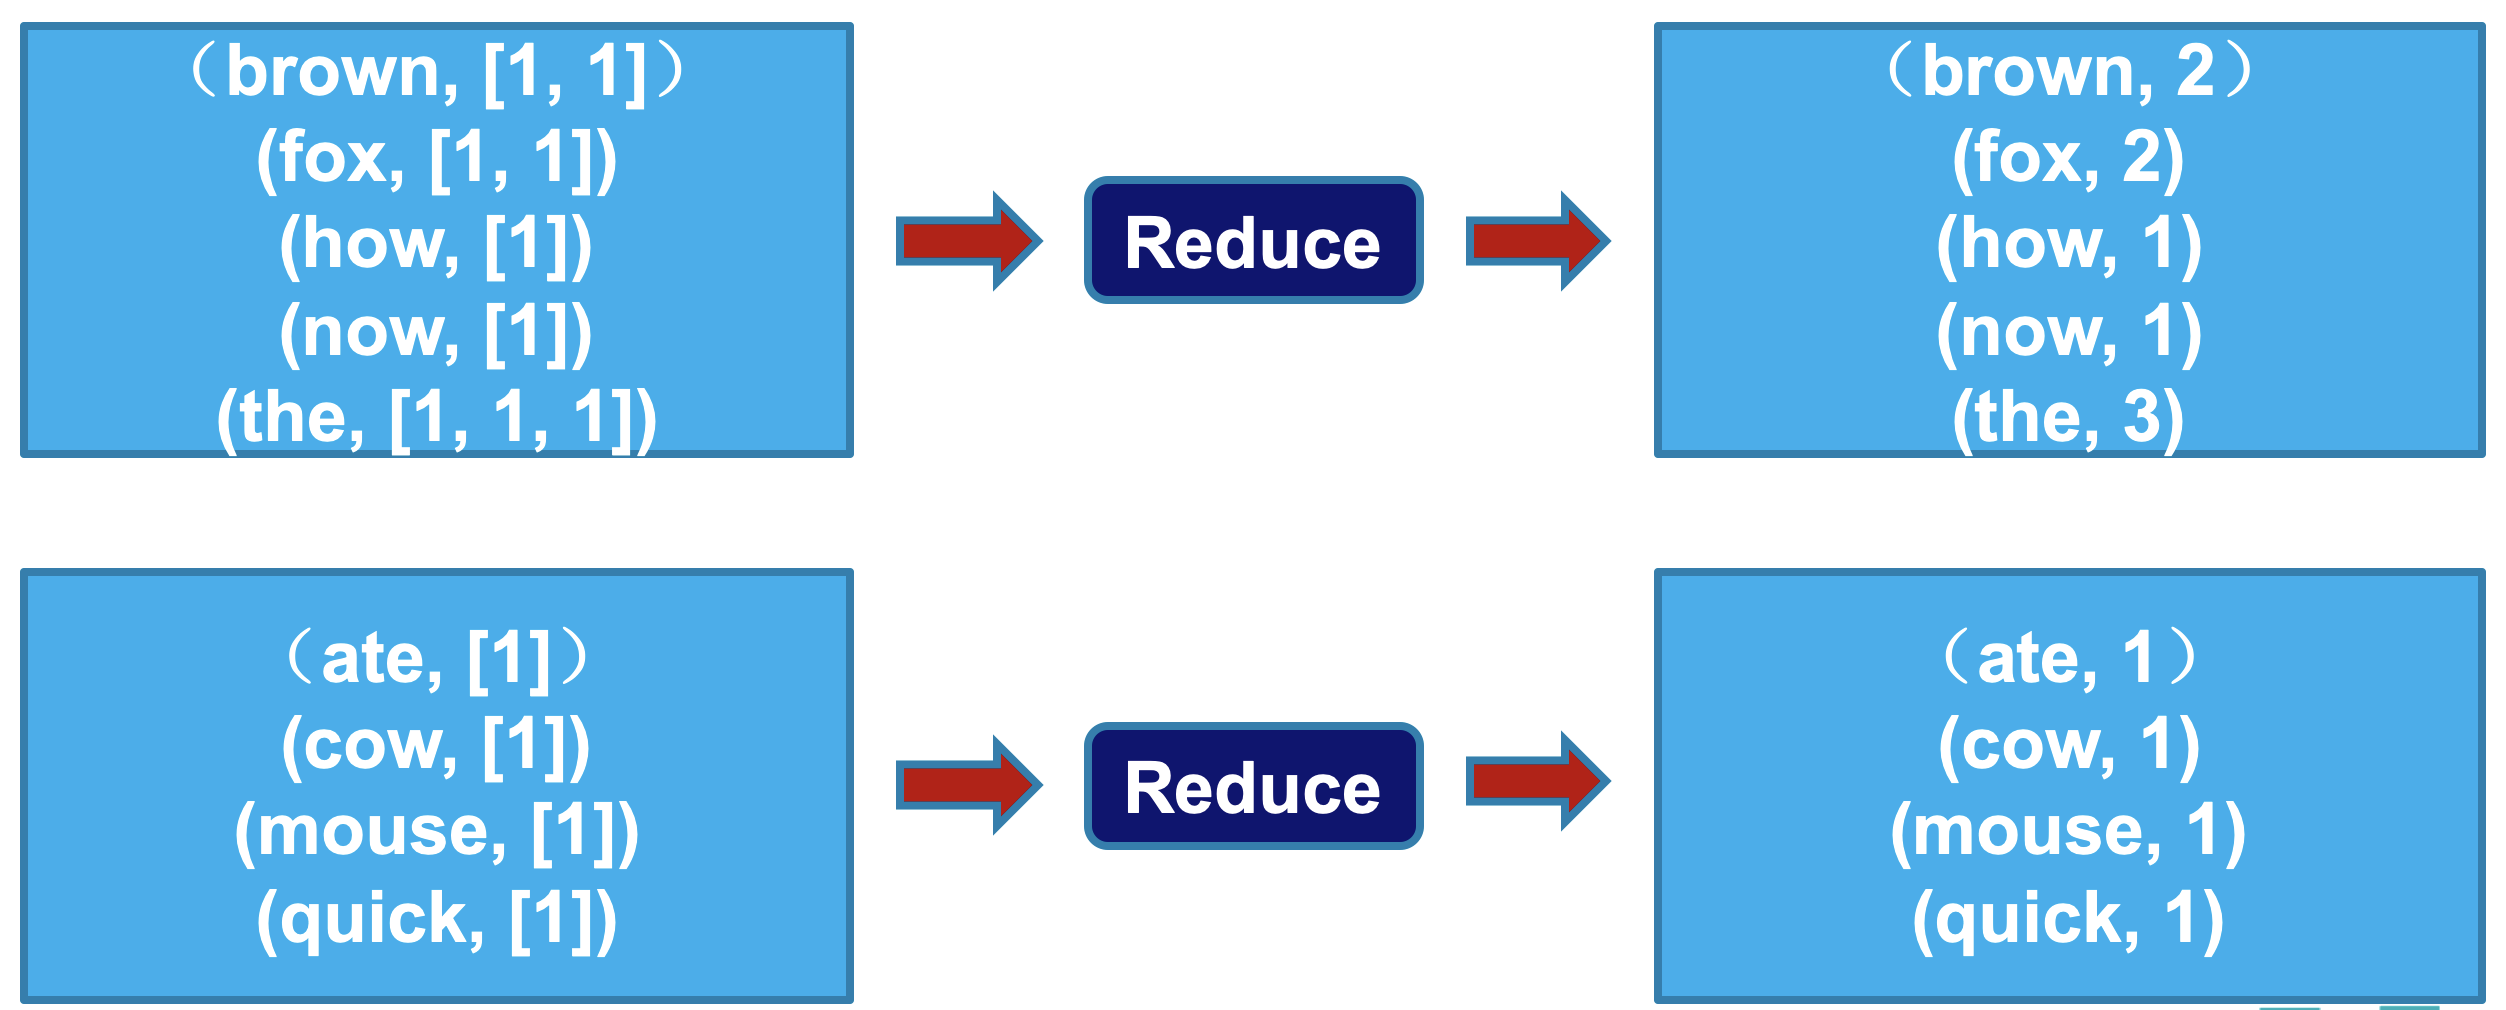 （brown, [1, 1]）
(fox, [1, 1])
(how, [1])
(now, [1])
(the, [1, 1, 1])
Reduce
（brown, 2）
(fox, 2)
(how, 1)
(now, 1)
(the, 3)
（ate, [1]）
(cow, [1])
(mouse, [1])
(quick, [1])
Reduce
（ate, 1）
(cow, 1)
(mouse, 1)
(quick, 1)